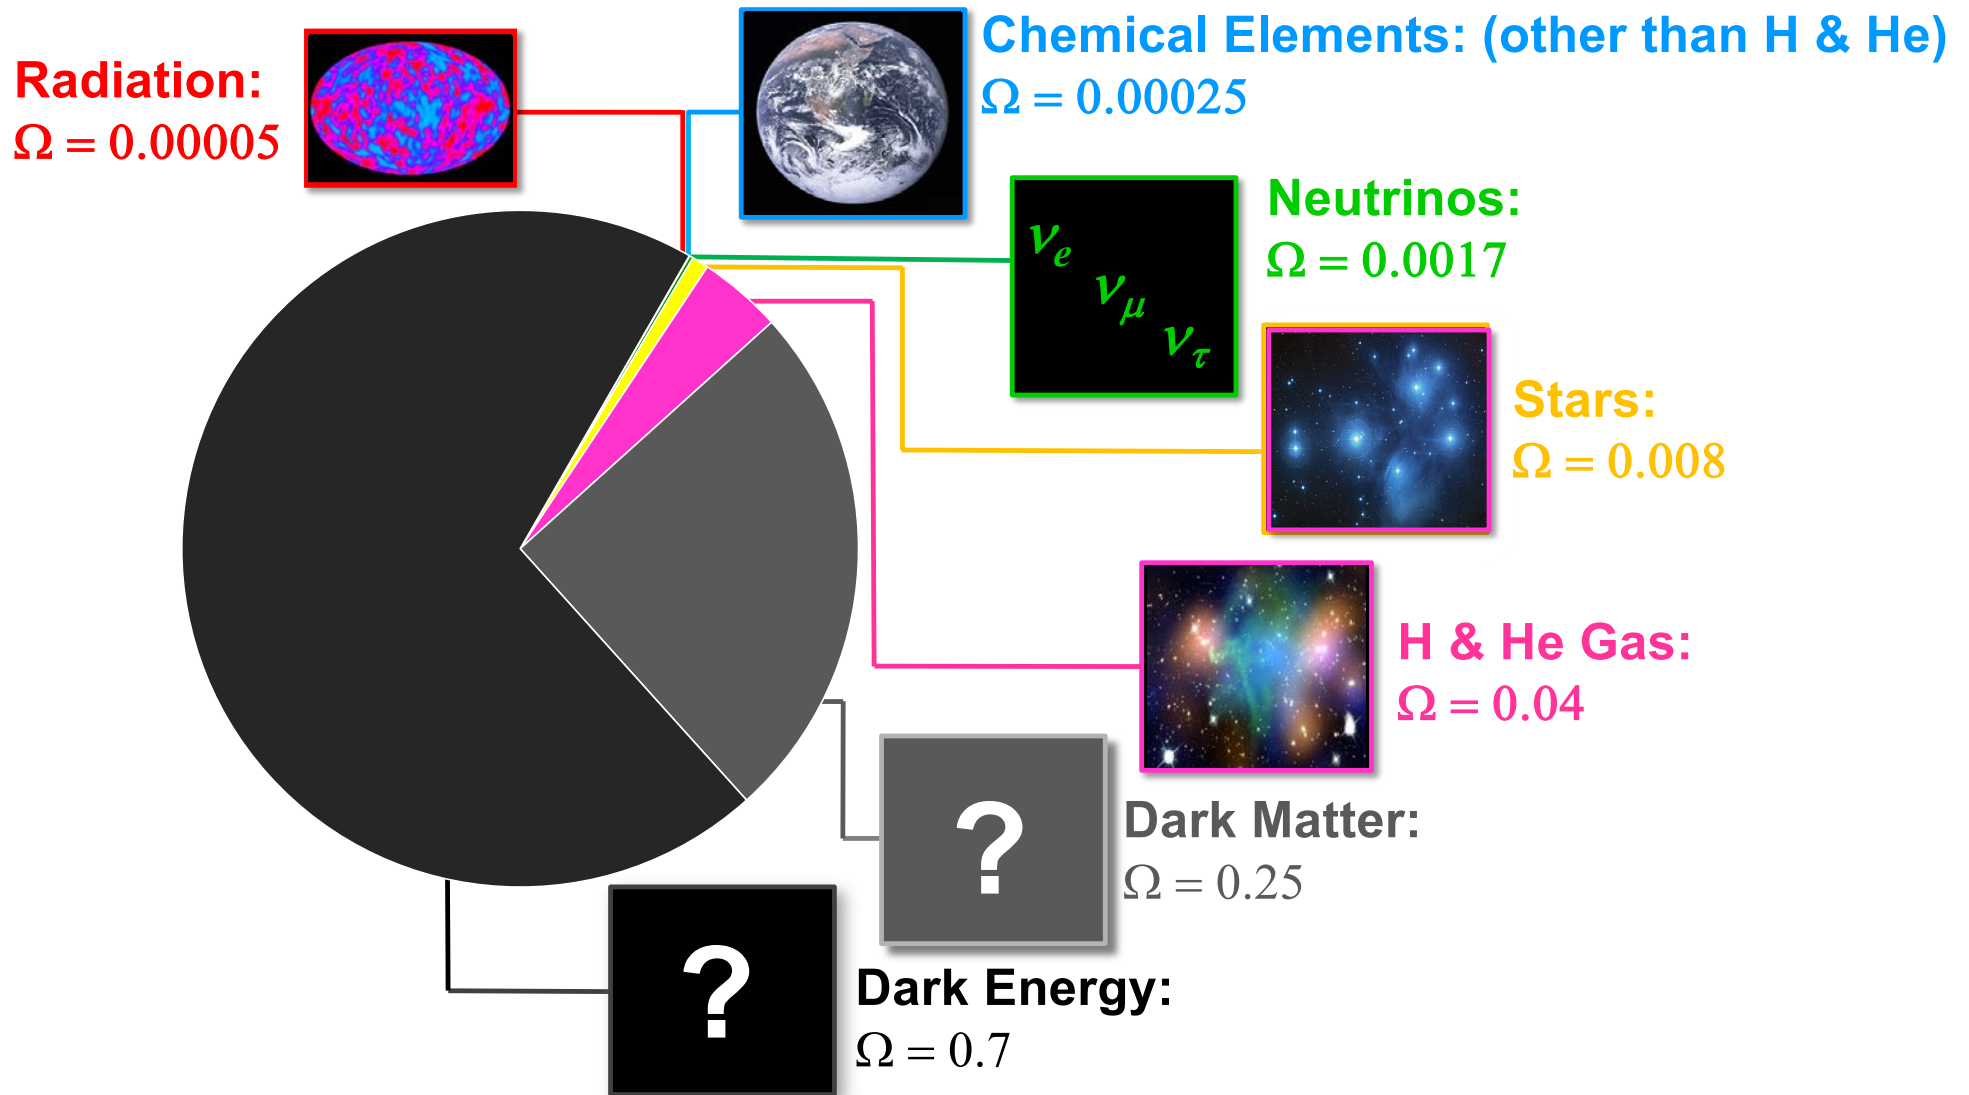 Radiation:
Ω = 0.00005
Chemical Elements: (other than H & He)
Ω = 0.00025
Neutrinos:
Ω = 0.0017
νe
νμ
ντ
Stars:
Ω = 0.008
H & He Gas:
Ω = 0.04
?
Dark Matter:
Ω = 0.25
?
Dark Energy:
Ω = 0.7